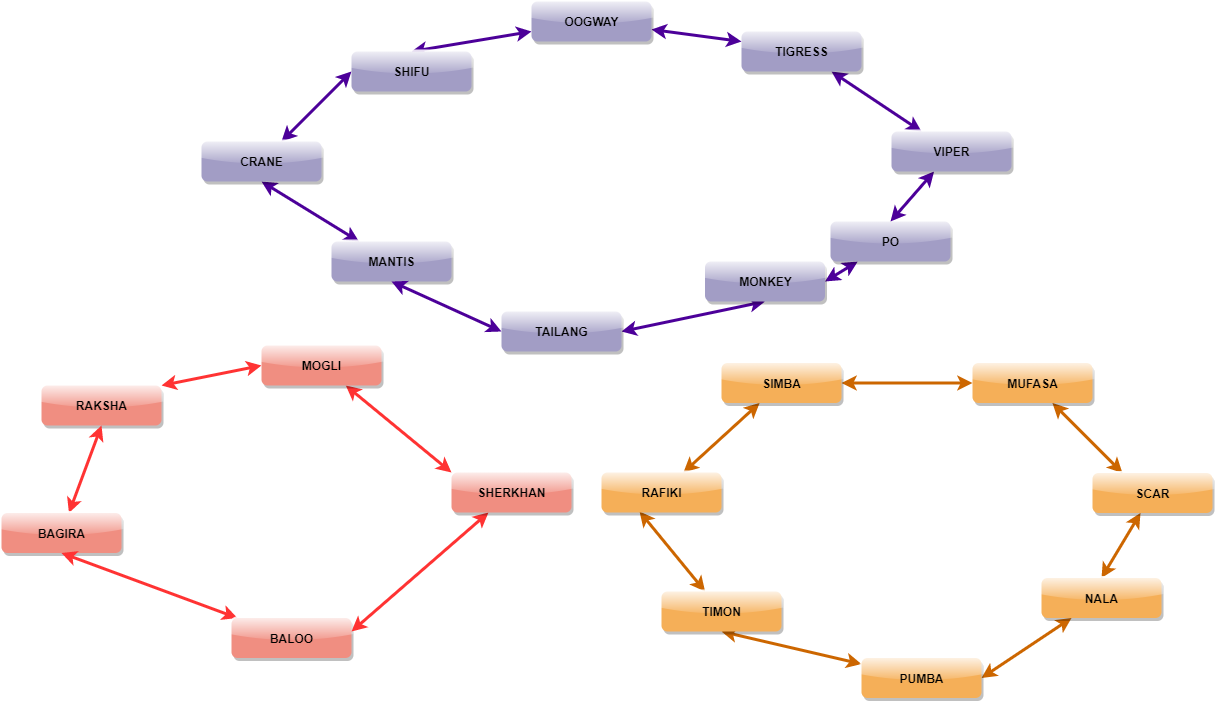 OOGWAY
TIGRESS
SHIFU
VIPER
CRANE
PO
MANTIS
MONKEY
TAILANG
MOGLI
RAKSHA
SHERKHAN
BAGIRA
BALOO
SIMBA
MUFASA
RAFIKI
SCAR
NALA
TIMON
PUMBA